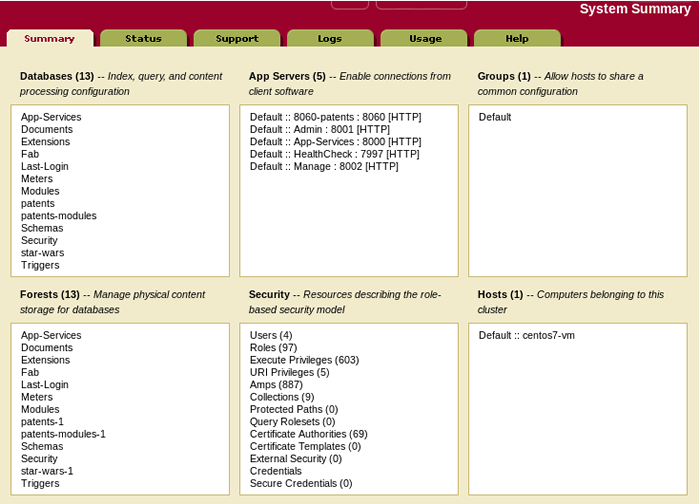 System Summary
Summary
Status
Support
Logs
Usage
Help
Databases (13) -- Index, query, and content
processing configuration
App-Services
Documents
Extensions
Fab
Last-Login
Meters
Modules
patents
patents-modules
Schemas
Security
star-wars
Triggers
App Servers (5) -- Enable connections from
client software
Default :: 8060-patents : 8060 [HTTP]
Default :: Admin : 8001 [HTTP]
Default :: App-Services : 8000 [HTTP]
Default :: HealthCheck : 7997 [HTTP]
Default :: Manage : 8002 [HTTP]
Groups (1) -- Allow hosts to share a
common configuration
Default
Forests (13) -- Manage physical content
storage for databases
App-Services
Documents
Extensions
Fab
Last-Login
Meters
Modules
patents-1
patents-modules-1
Schemas
Security
star-wars-1
Triggers
Security -- Resources describing the role-
based security model
Users (4)
Roles (97)
Execute Privileges (603)
URI Privileges (5)
Amps (887)
Collections (9)
Protected Paths (0)
Query Rolesets (0)
Certificate Authorities (69)
Certificate Templates (0)
External Security (0)
Credentials
Secure Credentials (0)
Hosts (1) -- Computers belonging to this
cluster
Default :: centos7-vm